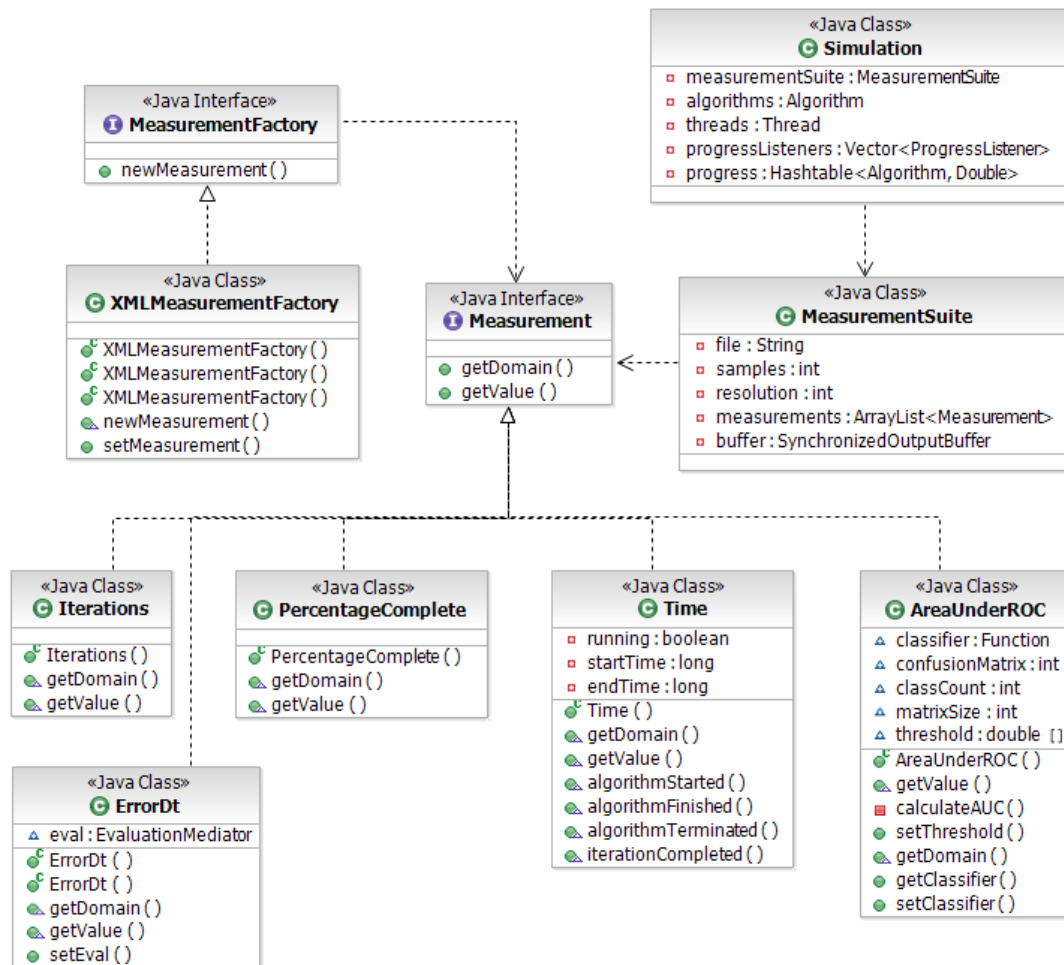 «Java Class»
Simulation
measurementSuite : MeasurementSuite
algorithms : Algorithm
threads : Thread
progressListeners : Vector<ProgressListener>
progress : Hashtable<Algorithm, Double>
«Java Interface»
I MeasurementFactory
newMeasurement ( )
«Java Class»
C XMLMeasurementFactory
XMLMeasurementFactory ( )
XMLMeasurementFactory ( )
XMLMeasurementFactory ( )
newMeasurement ( )
setMeasurement ( )
«Java Interface»
I Measurement
getDomain ( )
getValue ( )
«Java Class»
C MeasurementSuite
file : String
samples : int
resolution : int
measurements : ArrayList<Measurement>
buffer : SynchronizedOutputBuffer
«Java Class»
C Iterations
Iterations ( )
getDomain ( )
getValue ( )
«Java Class»
C PercentageComplete
PercentageComplete ( )
getDomain ( )
getValue ( )
«Java Class»
C Time
running : boolean
startTime : long
endTime : long
Time ( )
getDomain ( )
getValue ( )
algorithmStarted ( )
algorithmFinished ( )
algorithmTerminated ( )
iterationCompleted ( )
«Java Class»
C AreaUnderROC
classifier : Function
confusionMatrix : int
classCount : int
matrixSize : int
threshold : double []
AreaUnderROC ( )
getValue ( )
calculateAUC ( )
setThreshold ( )
getDomain ( )
getClassifier ( )
setClassifier ( )
«Java Class»
C ErrorDt
eval : EvaluationMediator
ErrorDt ( )
ErrorDt ( )
getDomain ( )
getValue ( )
setEval ( )